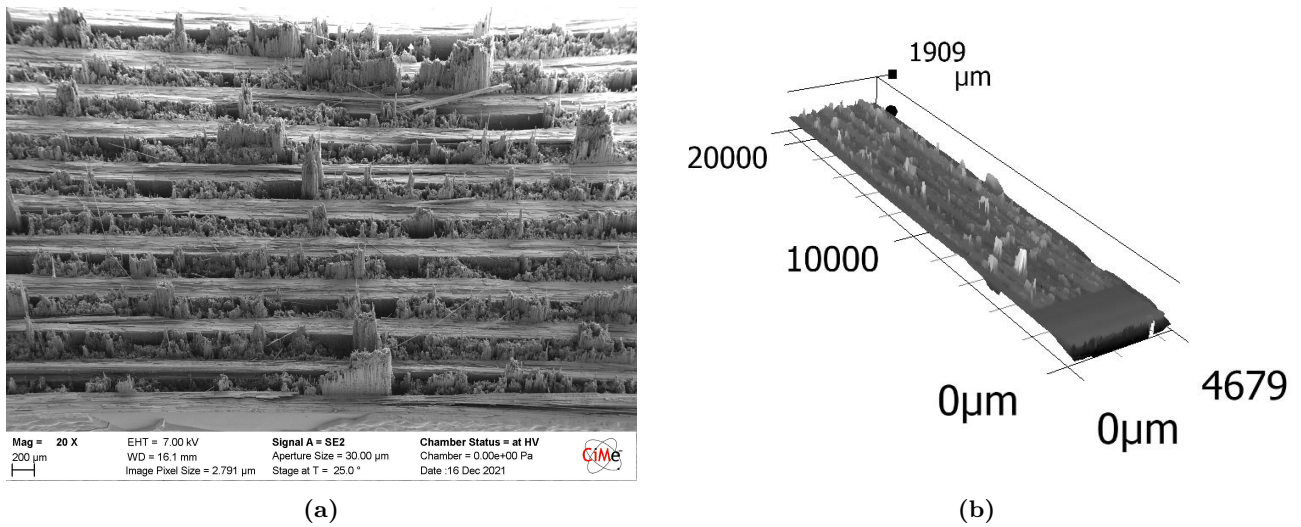 1909
µm
20000
10000
0µm
0µm
4679
Mag = 20 X
200 µm
EHT = 7.00 kV
WD = 16.1 mm
Image Pixel Size = 2.791 µm
Signal A = SE2
Aperture Size = 30.00 µm
Stage at T = 25.0 °
Chamber Status = at HV
Chamber = 0.00e+00 Pa
Date :16 Dec 2021
CiMe
(a)
(b)